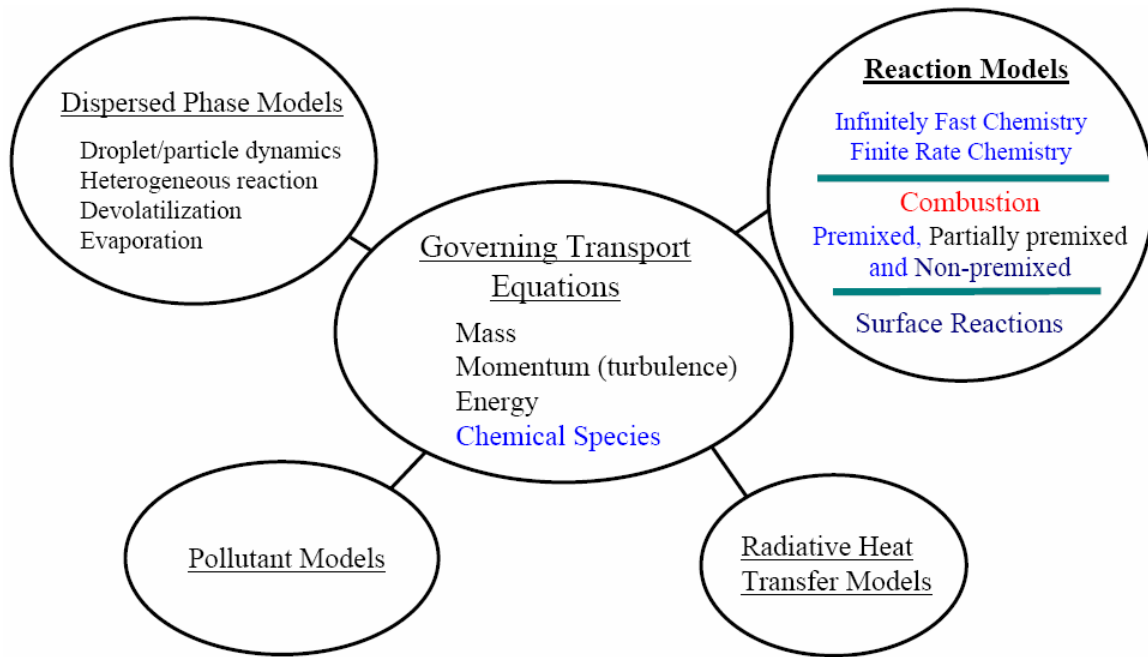 Dispersed Phase Models
Droplet/particle dynamics
Heterogeneous reaction
Devolatilization
Evaporation
Reaction Models
Infinitely Fast Chemistry
Finite Rate Chemistry
Combustion
Premixed, Partially premixed
and Non-premixed
Surface Reactions
Governing Transport
Equations
Mass
Momentum (turbulence)
Energy
Chemical Species
Pollutant Models
Radiative Heat
Transfer Models